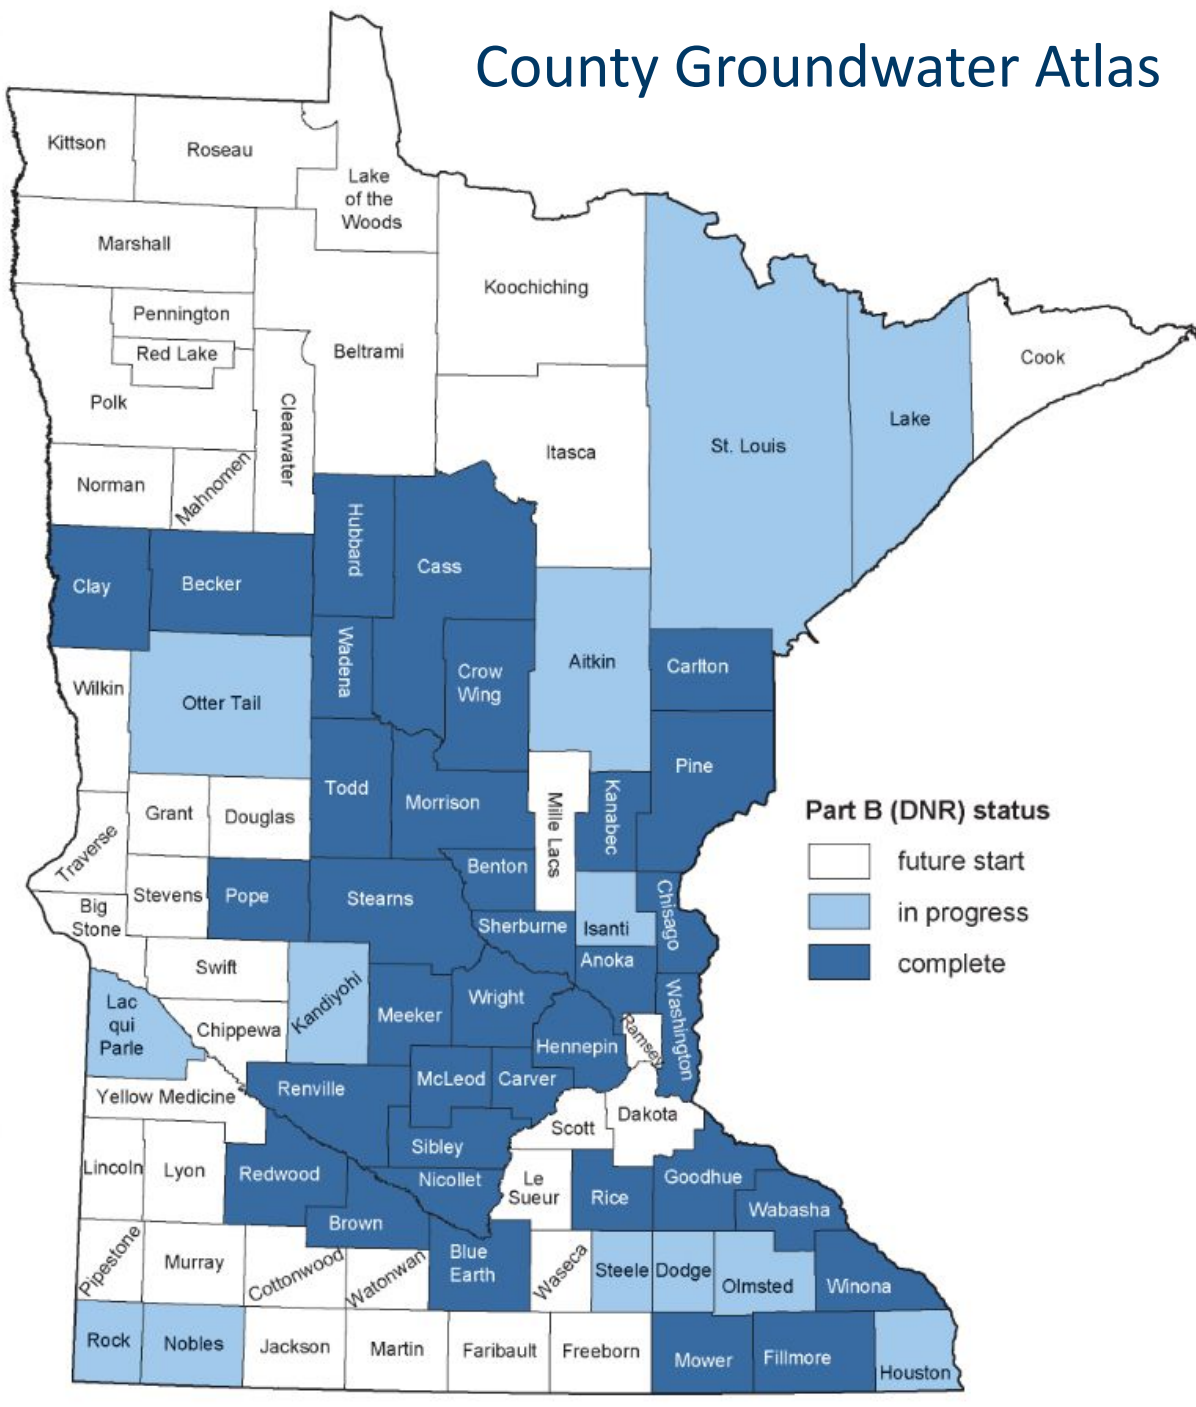 County Groundwater Atlas
Kittson
Roseau
Lake
of the
Woods
Marshall
Koochiching
Pennington
Red Lake
Beltrami
Cook
Polk
Clearwater
Lake
St. Louis
Itasca
Norman
Mahnomen
Hubbard
Cass
Clay
Becker
Wadena
Aitkin
Carlton
Crow
Wing
Wilkin
Otter Tail
Pine
Todd
Morrison
Mille Lacs
Kanabec
Part B (DNR) status
future start
in progress
complete
Grant
Douglas
Traverse
Benton
Stevens
Pope
Stearns
Chisago
Big
Stone
Sherburne
Isanti
Anoka
Swift
Kandiyohi
Wright
Washington
Lac
qui
Parle
Chippewa
Meeker
Ramsey
Hennepin
McLeod
Carver
Renville
Yellow Medicine
Dakota
Scott
Sibley
Lincoln
Lyon
Redwood
Nicollet
Le
Sueur
Rice
Goodhue
Wabasha
Brown
Pipestone
Murray
Cottonwood
Watonwan
Blue
Earth
Waseca
Steele
Dodge
Olmsted
Winona
Rock
Nobles
Jackson
Martin
Faribault
Freeborn
Mower
Fillmore
Houston